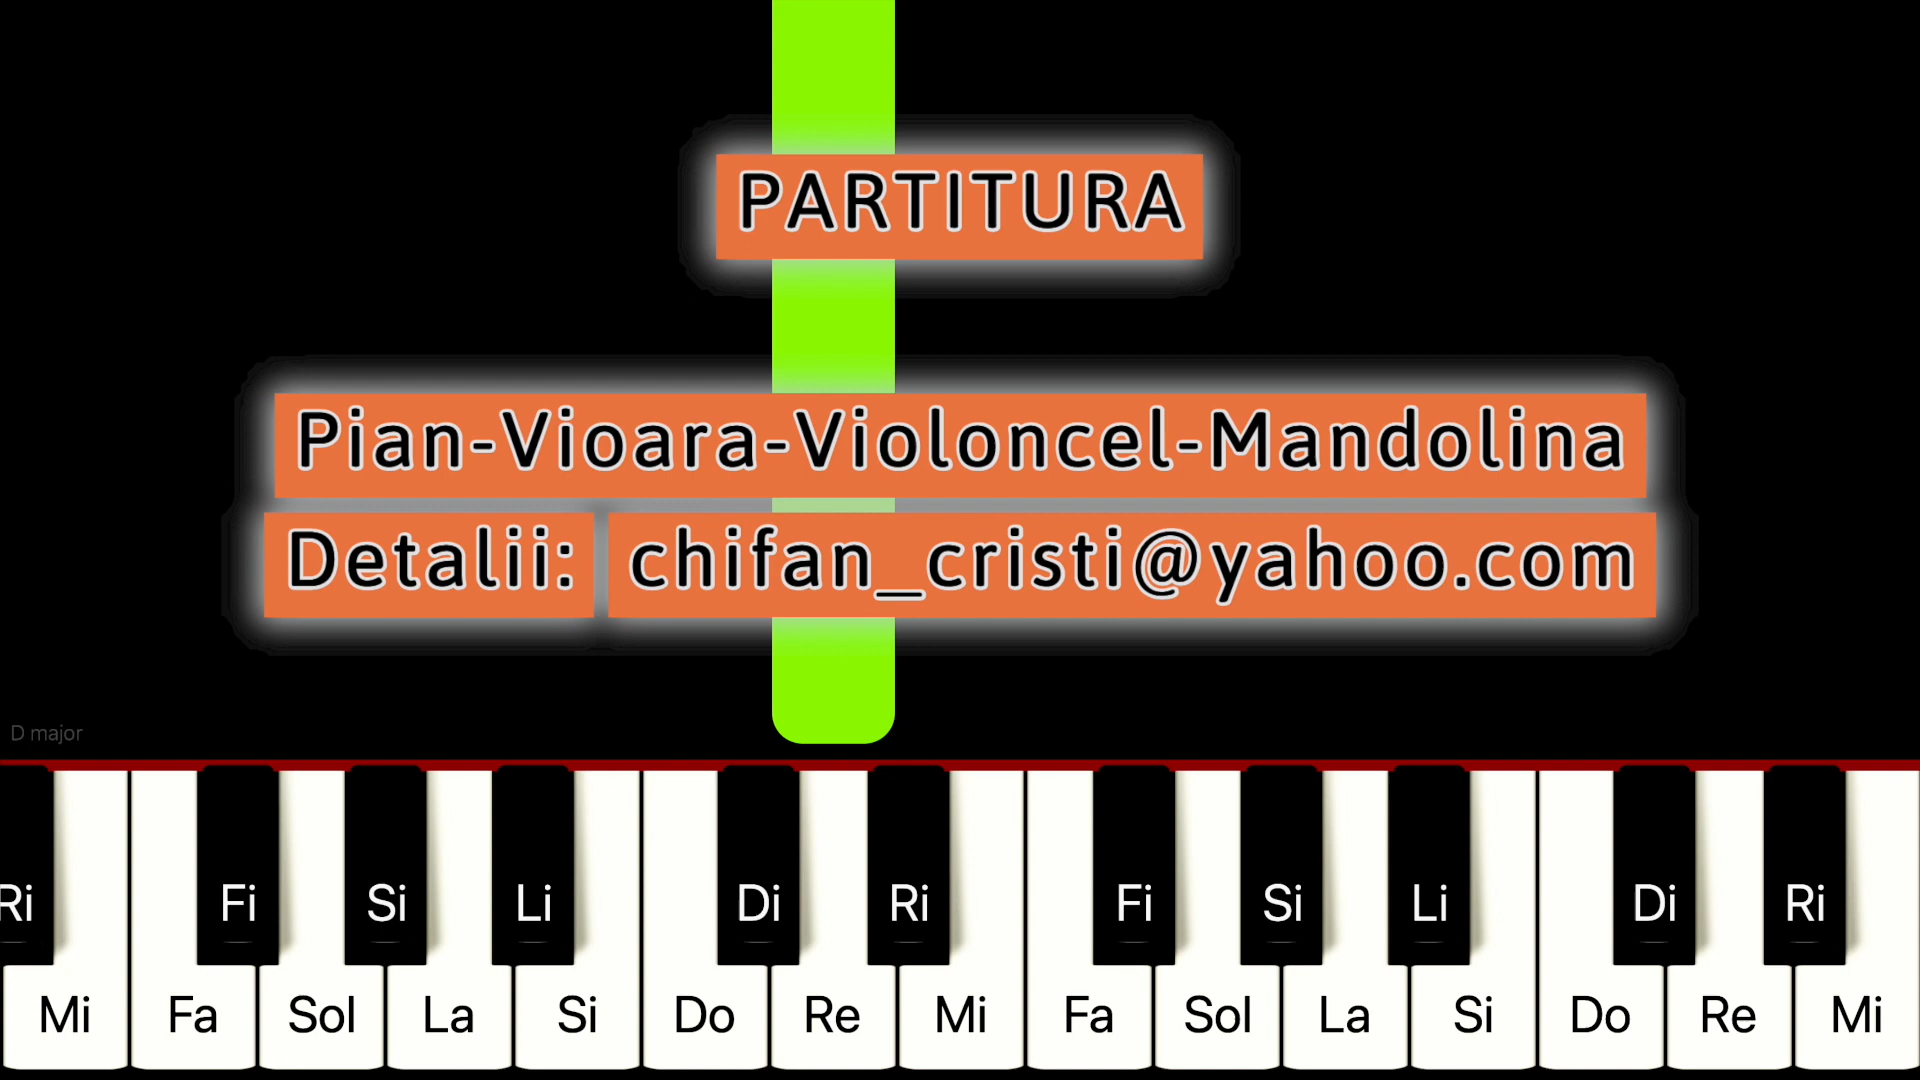 PARTITURA
Pian-Vioara-Violoncel-Mandolina
Detalii: chifan_cristi@yahoo.com
D major
Ri Fi Si Li Di Ri Fi Si Li Di Ri
Mi Fa Sol La Si Do Re Mi Fa Sol La Si Do Re Mi